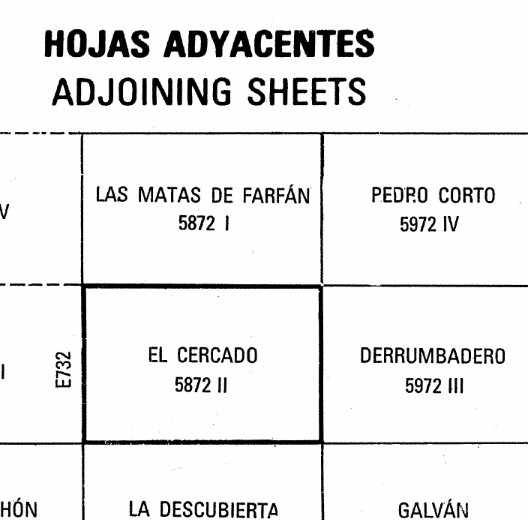 HOJAS ADYACENTES
ADJOINING SHEETS
V
LAS MATAS DE FARFÁN
5872 I
PEDRO CORTO
5972 IV
I
E732
EL CERCADO
5872 II
DERRUMBADERO
5972 III
HÓN
LA DESCUBIERTA
GALVÁN